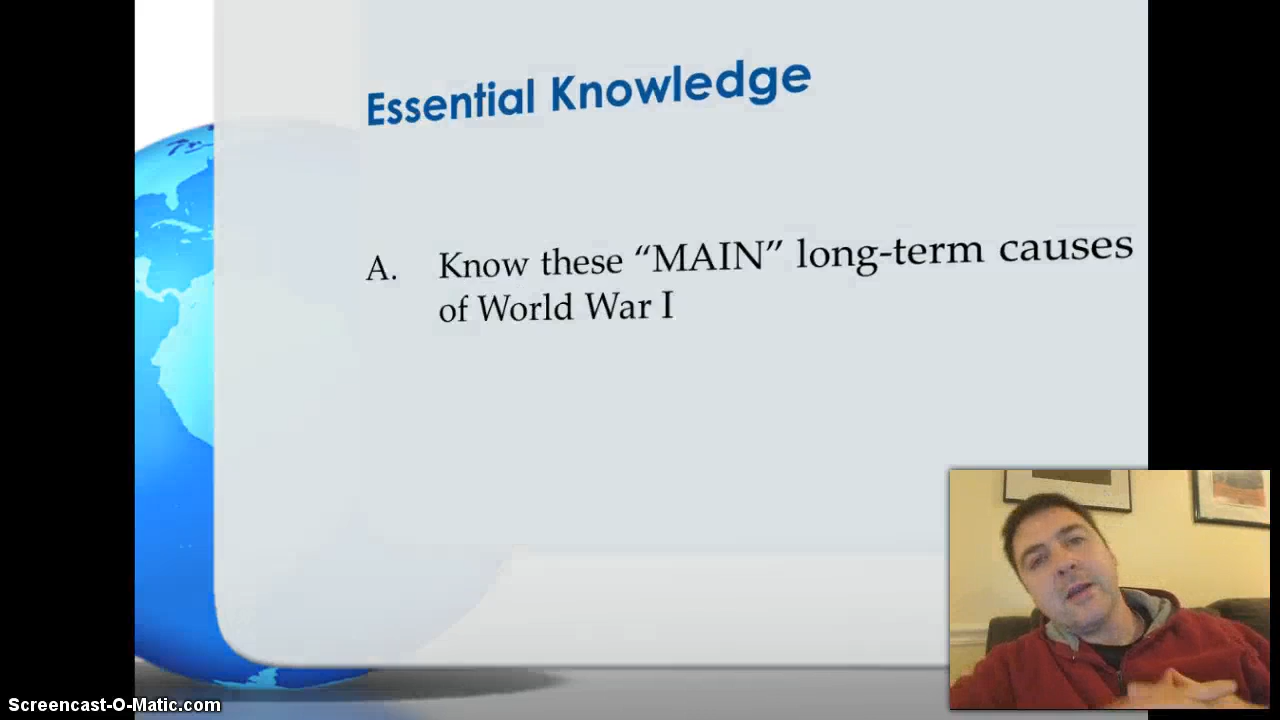 Essential Knowledge
A. Know these “MAIN” long-term causes
of World War I
Screencast-O-Matic.com